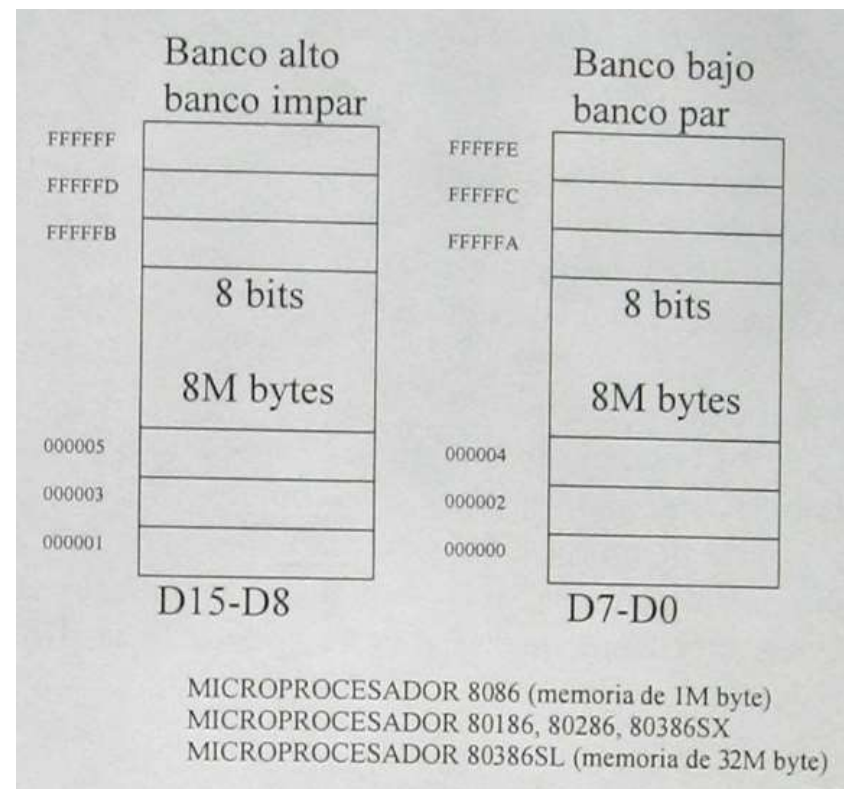 Banco alto
banco impar
FFFFFF
FFFFFD
FFFFFB
8 bits
8M bytes
000005
000003
000001
D15-D8
Banco bajo
banco par
FFFFFE
FFFFFC
FFFFFA
8 bits
8M bytes
000004
000002
000000
D7-D0
MICROPROCESADOR 8086 (memoria de 1M byte)
MICROPROCESADOR 80186, 80286, 80386SX
MICROPROCESADOR 80386SL (memoria de 32M byte)